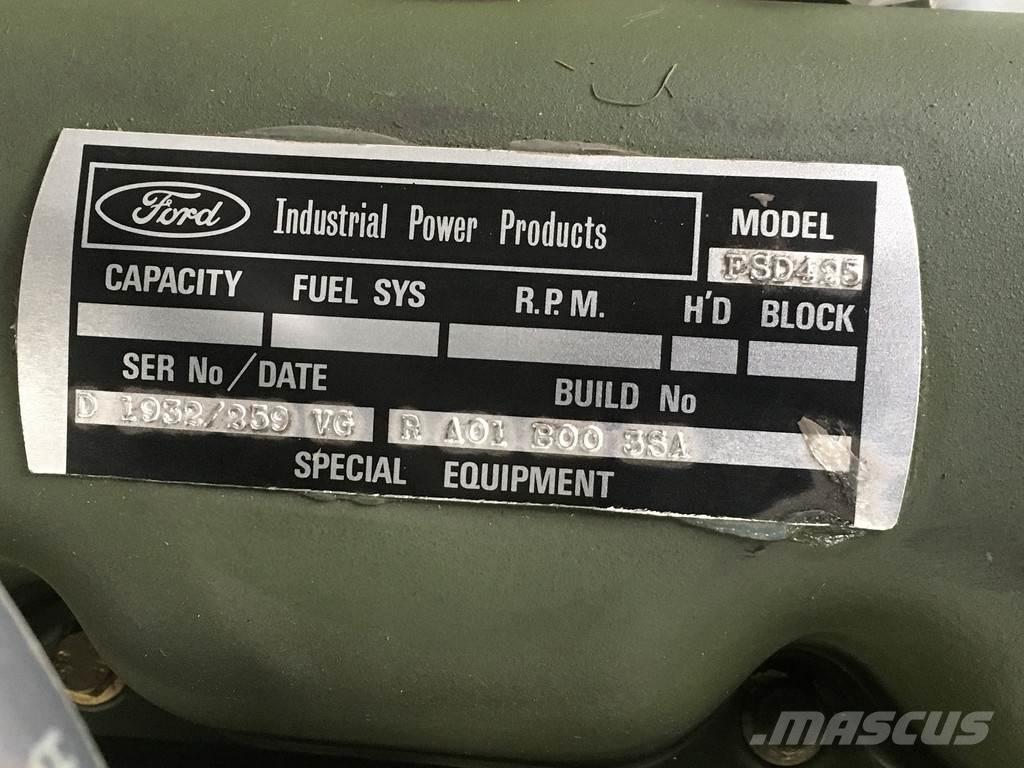 Ford Industrial Power Products
MODEL
FSD425
CAPACITY FUEL SYS R.P.M. H'D BLOCK
SER No/DATE BUILD No
D 1932/259 VG R A01 B00 3SA
SPECIAL EQUIPMENT
MASCUS